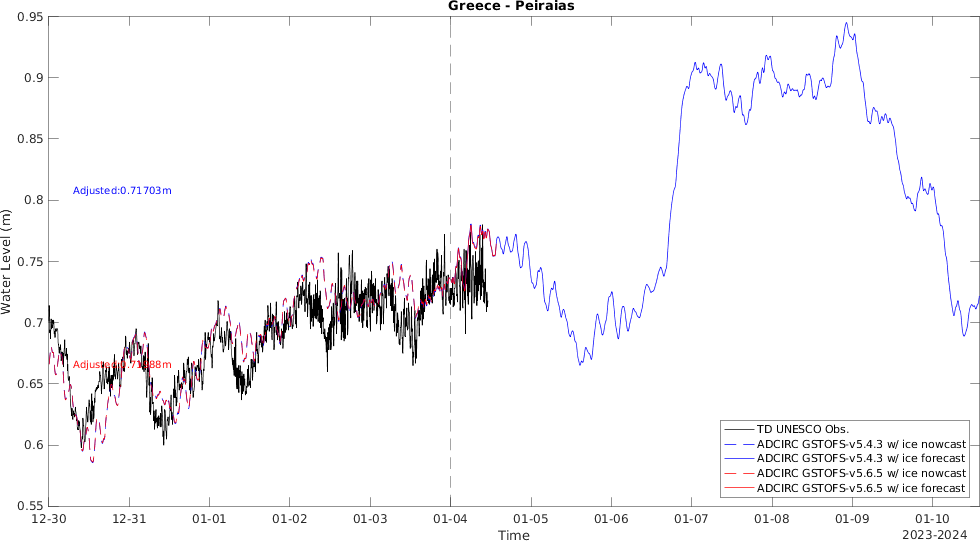 Greece - Peiraias
Water Level (m)
0.95
0.9
0.85
0.8
0.75
0.7
0.65
0.6
0.55
Adjusted:0.71703m
TD UNESCO Obs.
ADCIRC GSTOFS-v5.4.3 w/ ice nowcast
ADCIRC GSTOFS-v5.4.3 w/ ice forecast
ADCIRC GSTOFS-v5.6.5 w/ ice nowcast
ADCIRC GSTOFS-v5.6.5 w/ ice forecast
12-30 12-31 01-01 01-02 01-03 01-04 01-05 01-06 01-07 01-08 01-09 01-10
Time
2023-2024